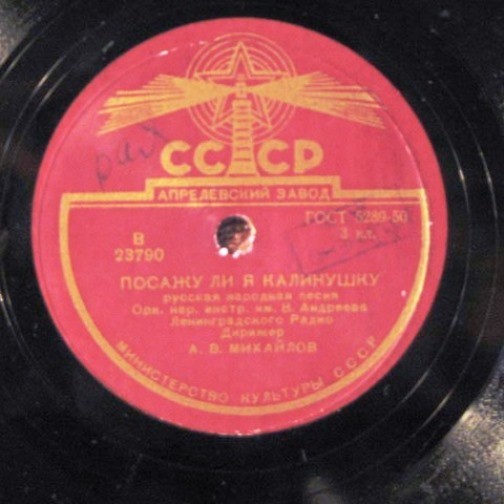 СССР
АПРЕЛЕВСКИЙ ЗАВОД
ГОСТ 5289-50
3 кл.
В
23790
ПОСАЖУ ЛИ Я КАЛИНУШКУ
русская народная песня
Орк. нар. инстр. им. В. Андреева
Ленинградского Радио
Дирижер
А. В. МИХАЙЛОВ
МИНИСТЕРСТВО КУЛЬТУРЫ СССР